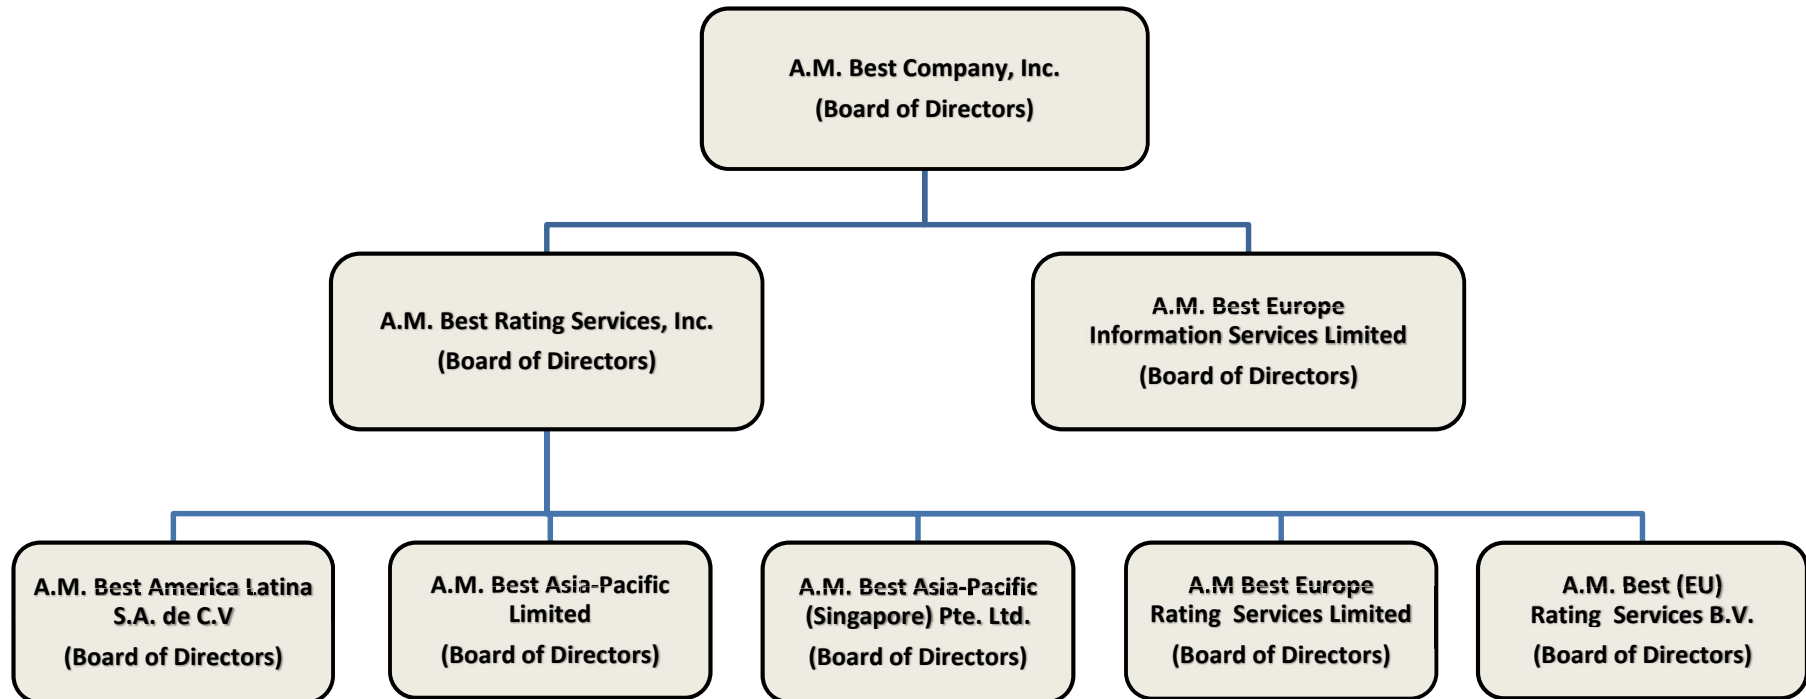 A.M. Best Company, Inc.
(Board of Directors)
A.M. Best Rating Services, Inc.
(Board of Directors)
A.M. Best Europe
Information Services Limited
(Board of Directors)
A.M. Best America Latina
S.A. de C.V
(Board of Directors)
A.M. Best Asia-Pacific
Limited
(Board of Directors)
A.M. Best Asia-Pacific
(Singapore) Pte. Ltd.
(Board of Directors)
A.M Best Europe
Rating  Services Limited
(Board of Directors)
A.M. Best (EU)
Rating  Services B.V.
(Board of Directors)